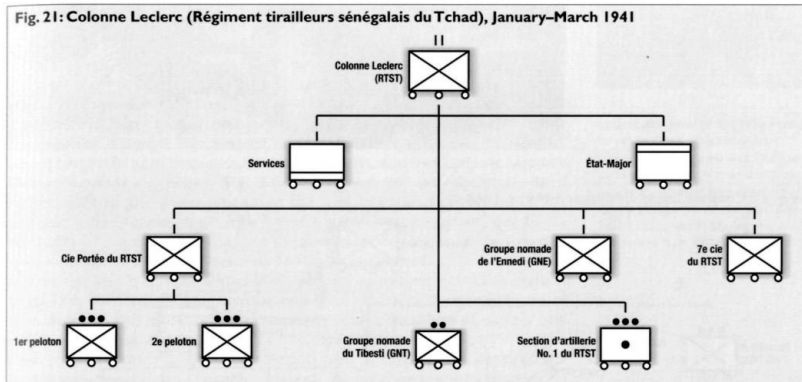 Fig. 21: Colonne Leclerc (Régiment tirailleurs sénégalais du Tchad), January–March 1941
Colonne Leclerc
(RTST)
Services
État-Major
Cie Portée du RTST
Groupe nomade
de l'Ennedi (GNE)
7e cie
du RTST
1er peloton
2e peloton
Groupe nomade
du Tibesti (GNT)
Section d'artillerie
No. 1 du RTST